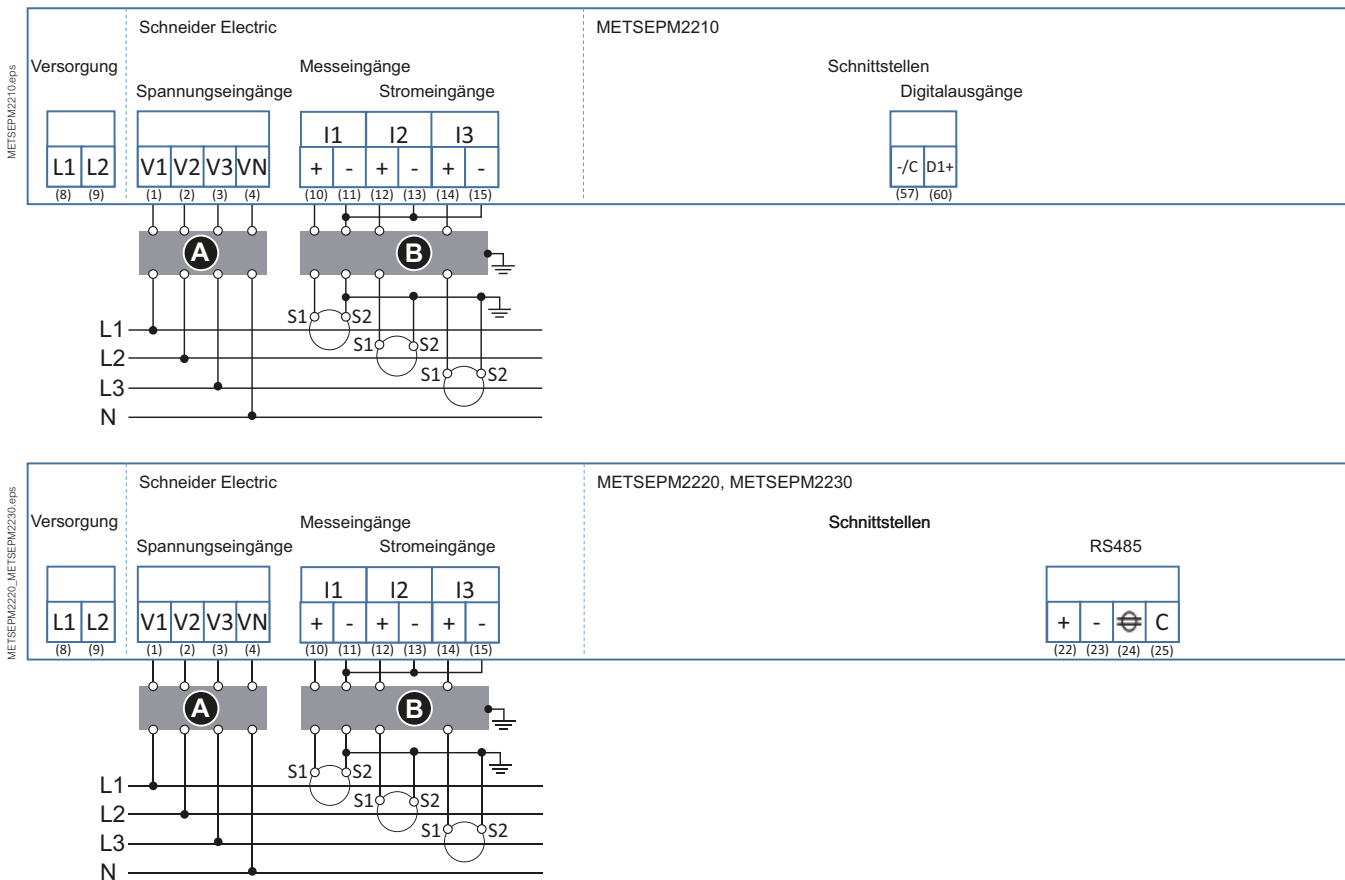 METSEPM2210.eps
Schneider Electric
METSEPM2210
Versorgung
Messeingänge
Schnittstellen
Spannungseingänge
Stromeingänge
Digitalausgänge
I1 I2 I3
L1 L2 V1 V2 V3 VN + - + - + - -/C D1+
(8) (9) (1) (2) (3) (4) (10) (11) (12) (13) (14) (15) (57) (60)
A B
S1 S2
L1
S1 S2
L2
S1 S2
L3
N
METSEPM2220_METSEPM2230.eps
Schneider Electric
METSEPM2220, METSEPM2230
Versorgung
Messeingänge
Schnittstellen
Spannungseingänge
Stromeingänge
RS485
I1 I2 I3
L1 L2 V1 V2 V3 VN + - + - + - + - C
(8) (9) (1) (2) (3) (4) (10) (11) (12) (13) (14) (15) (22) (23) (24) (25)
A B
S1 S2
L1
S1 S2
L2
S1 S2
L3
N